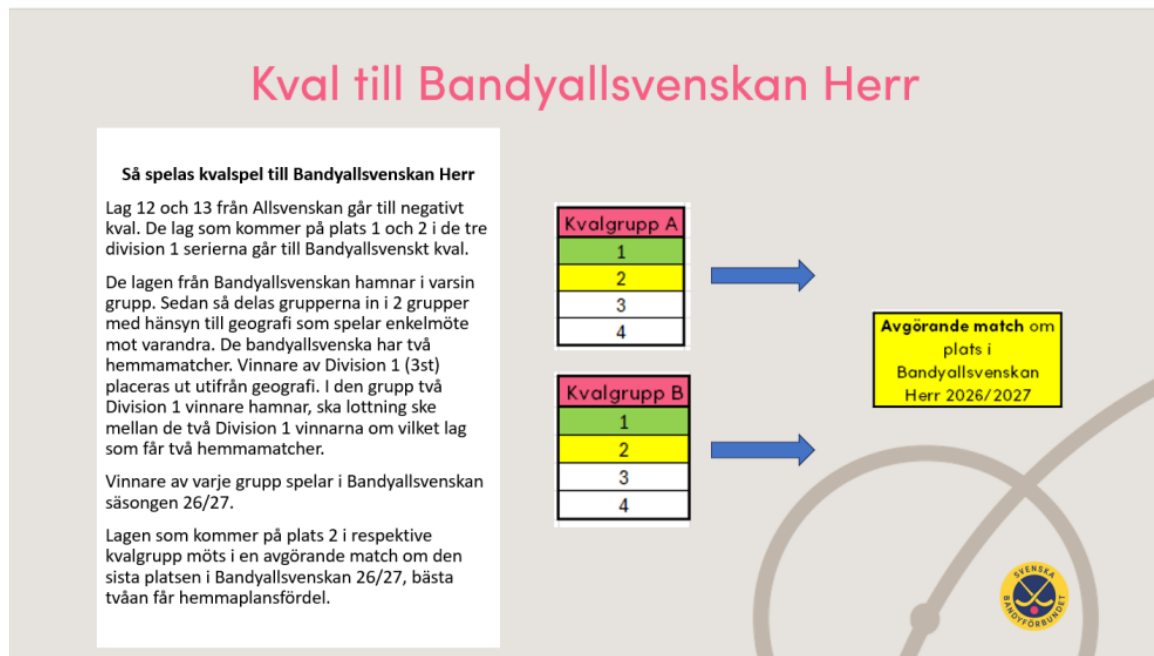 Kval till Bandyallsvenskan Herr
Så spelas kvalspel till Bandyallsvenskan Herr
Lag 12 och 13 från Allsvenskan går till negativt
kval. De lag som kommer på plats 1 och 2 i de tre
division 1 serierna går till Bandyallsvenskt kval.
De lagen från Bandyallsvenskan hamnar i varsin
grupp. Sedan så delas grupperna in i 2 grupper
med hänsyn till geografi som spelar enkelmöte
mot varandra. De bandyallsvenska har två
hemmamatcher. Vinnare av Division 1 (3st)
placeras ut utifrån geografi. I den grupp två
Division 1 vinnare hamnar, ska lottning ske
mellan de två Division 1 vinnarna om vilket lag
som får två hemmamatcher.
Vinnare av varje grupp spelar i Bandyallsvenskan
säsongen 26/27.
Lagen som kommer på plats 2 i respektive
kvalgrupp möts i en avgörande match om den
sista platsen i Bandyallsvenskan 26/27, bästa
tvåan får hemmaplansfördel.
Kvalgrupp A
1
2
3
4
Kvalgrupp B
1
2
3
4
Avgörande match om
plats i
Bandyallsvenskan
Herr 2026/2027
SVENSKA
BANDYFÖRBUNDET